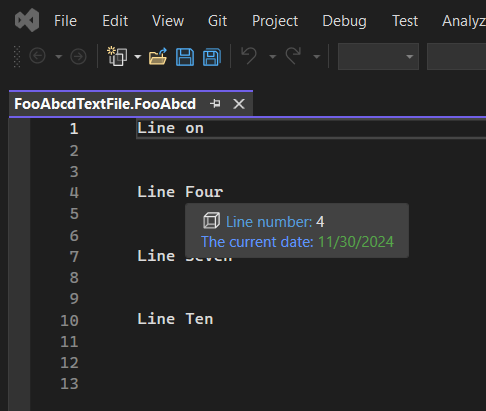 File Edit View Git Project Debug Test Analyz
FooAbcdTextFile.FooAbcd
1 Line on
2
3
4 Line Four
5
Line number: 4
6
The current date: 11/30/2024
7 Line Seven
8
9
10 Line Ten
11
12
13